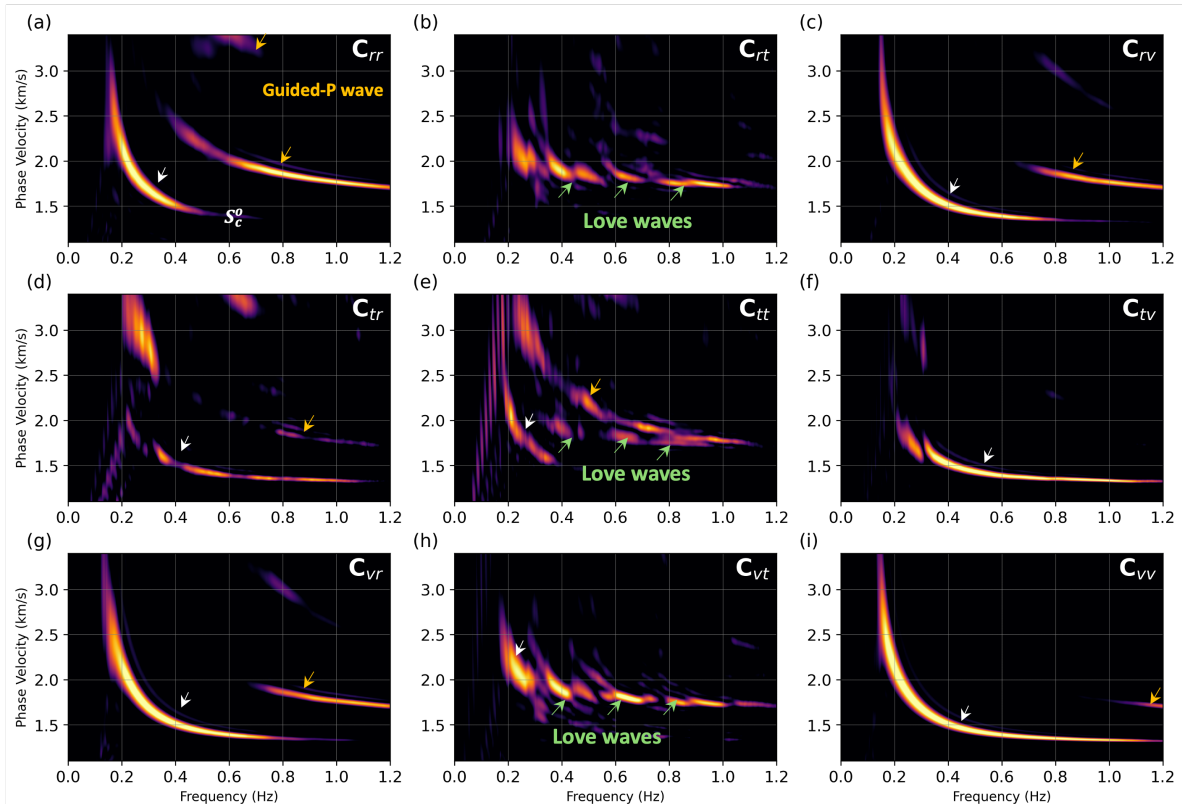 (a) (b) (c)
C_rr C_rt C_rv
Guided-P wave
S_c^o
Love waves
Phase Velocity (km/s)
3.0
2.5
2.0
1.5
0.0 0.2 0.4 0.6 0.8 1.0 1.2 0.0 0.2 0.4 0.6 0.8 1.0 1.2 0.0 0.2 0.4 0.6 0.8 1.0 1.2
(d) (e) (f)
C_tr C_tt C_tv
Love waves
Phase Velocity (km/s)
3.0
2.5
2.0
1.5
0.0 0.2 0.4 0.6 0.8 1.0 1.2 0.0 0.2 0.4 0.6 0.8 1.0 1.2 0.0 0.2 0.4 0.6 0.8 1.0 1.2
(g) (h) (i)
C_vr C_vt C_vv
Love waves
Phase Velocity (km/s)
3.0
2.5
2.0
1.5
0.0 0.2 0.4 0.6 0.8 1.0 1.2 0.0 0.2 0.4 0.6 0.8 1.0 1.2 0.0 0.2 0.4 0.6 0.8 1.0 1.2
Frequency (Hz) Frequency (Hz) Frequency (Hz)